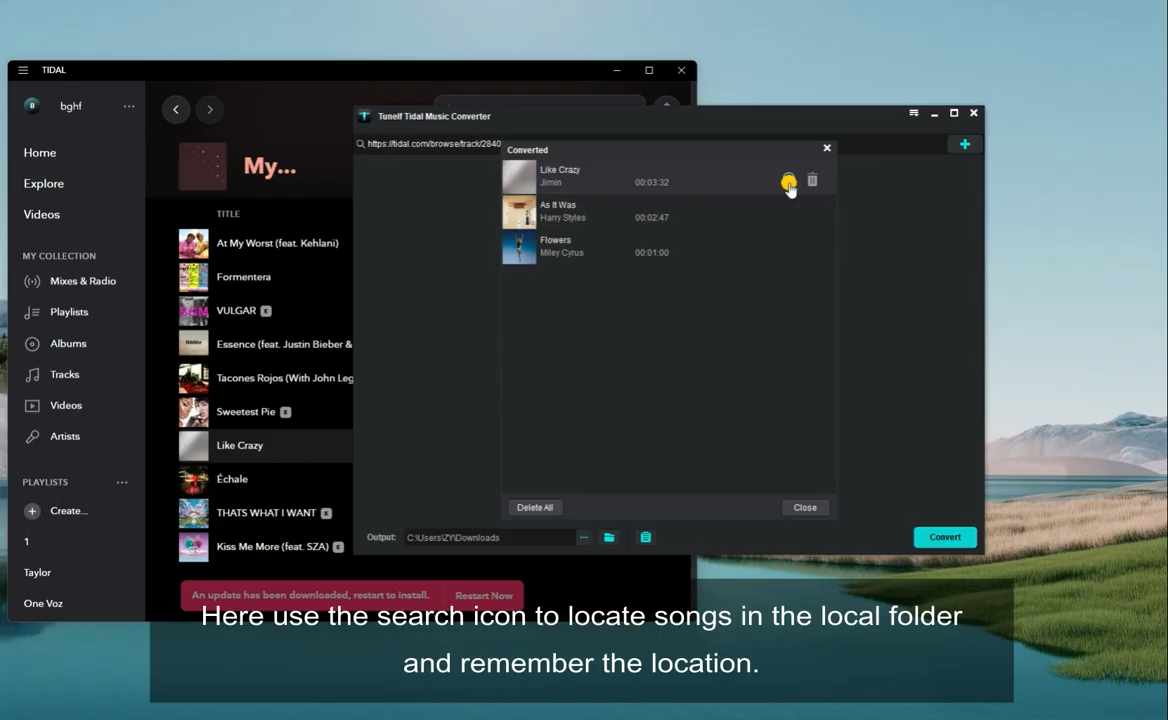 TIDAL
B
bghf
Home
Explore
Videos
MY COLLECTION
Mixes & Radio
Playlists
Albums
Tracks
Videos
Artists
PLAYLISTS
Create...
1
Taylor
One Voz
My...
TITLE
At My Worst (feat. Kehlani)
Formentera
VULGAR E
Essence (feat. Justin Bieber &
Tacones Rojos (With John Leg
Sweetest Pie E
Like Crazy
Échale
THATS WHAT I WANT E
Kiss Me More (feat. SZA) E
An update has been downloaded, restart to install.
Restart Now
Tunelf Tidal Music Converter
https://tidal.com/browse/track/2840
Converted
Like Crazy
Jimin 00:03:32
As It Was
Harry Styles 00:02:47
Flowers
Miley Cyrus 00:01:00
Delete All
Close
Output: C:\Users\ZY\Downloads
Convert
Here use the search icon to locate songs in the local folder
and remember the location.